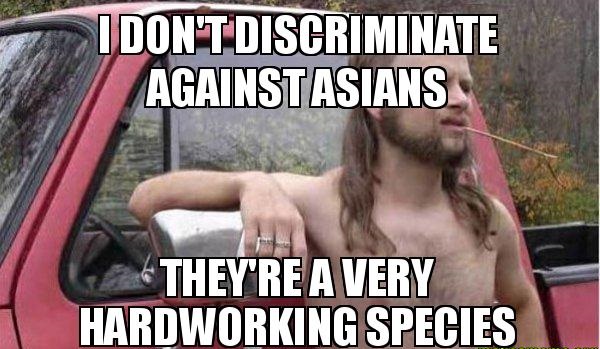 I DON'T DISCRIMINATE
AGAINST ASIANS
THEY'RE A VERY
HARDWORKING SPECIES